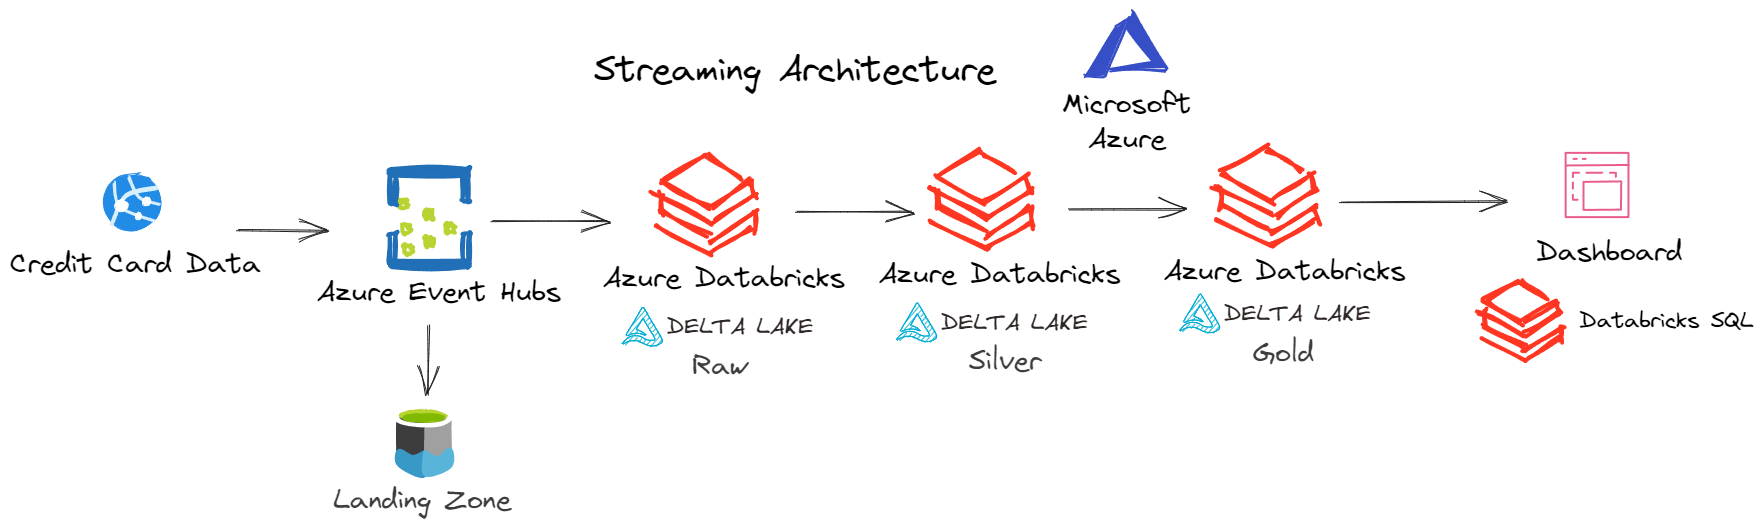 Streaming Architecture
Microsoft
Azure
Credit Card Data
Azure Event Hubs
Azure Databricks
DELTA LAKE
Raw
Azure Databricks
DELTA LAKE
Silver
Azure Databricks
DELTA LAKE
Gold
Dashboard
Databricks SQL
Landing Zone